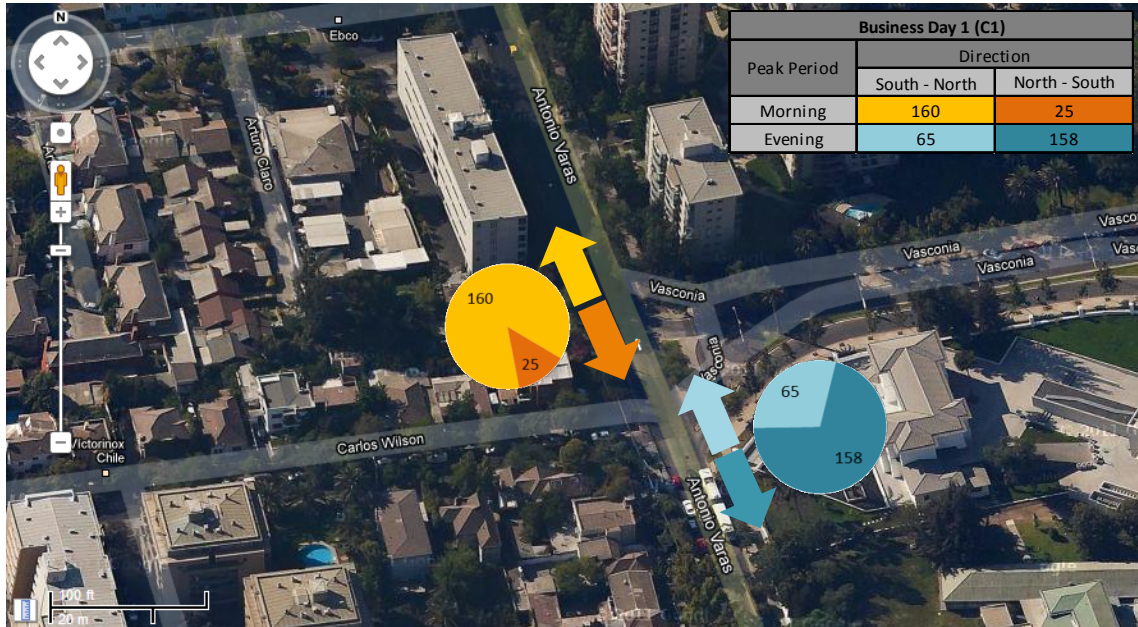 N
Ebco
Business Day 1 (C1)
Peak Period
Direction
South - North
North - South
Morning
160
25
Evening
65
158
Antonio Varas
Arturo Claro
Vasconia
Vasconia
Vasconia
160
25
65
158
Carlos Wilson
Victorinox
Chile
Antonio Varas
100 ft
20 m